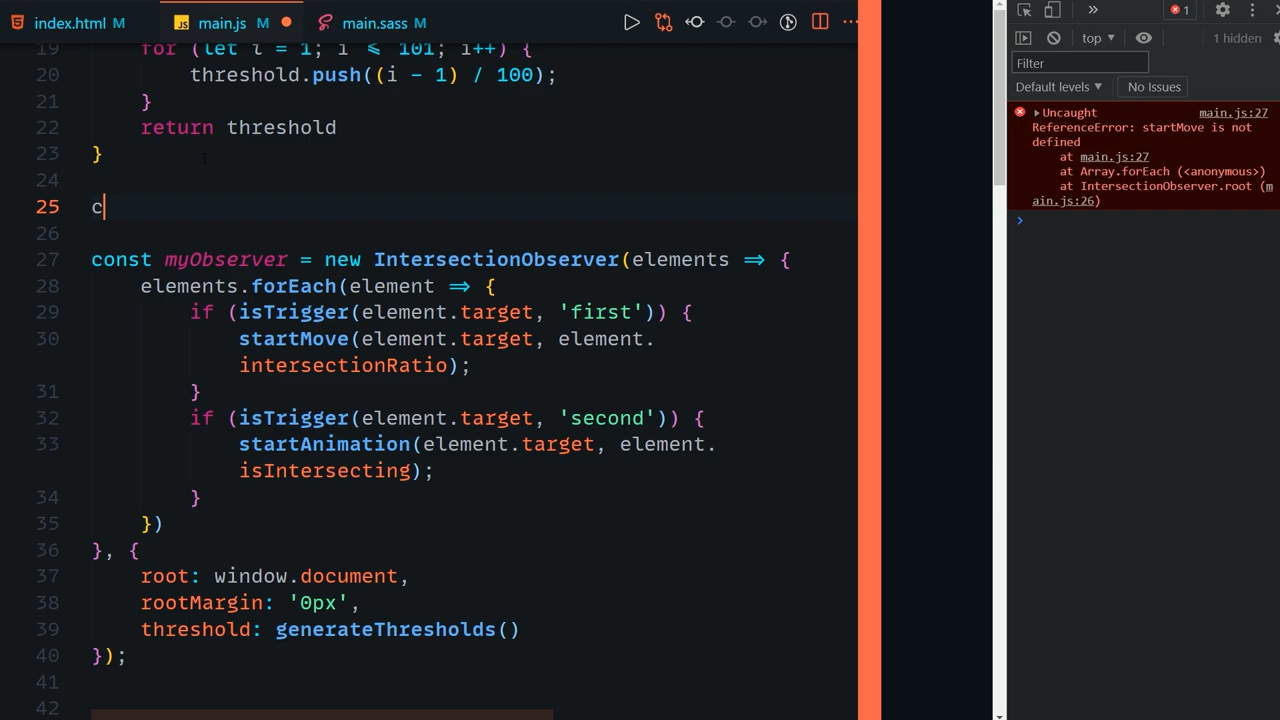 index.html M
main.js M
main.sass M
top
1
1 hidden
Filter
Default levels
No Issues
Uncaught main.js:27
ReferenceError: startMove is not
defined
at main.js:27
at Array.forEach (<anonymous>)
at IntersectionObserver.root (m
ain.js:26)
19 for (let i = 1; i <= 101; i++) {
20 threshold.push((i - 1) / 100);
21 }
22 return threshold
23 }
24
25 c
26
27 const myObserver = new IntersectionObserver(elements => {
28 elements.forEach(element => {
29 if (isTrigger(element.target, 'first')) {
30 startMove(element.target, element.
intersectionRatio);
31 }
32 if (isTrigger(element.target, 'second')) {
33 startAnimation(element.target, element.
isIntersecting);
34 }
35 })
36 }, {
37 root: window.document,
38 rootMargin: '0px',
39 threshold: generateThresholds()
40 });
41
42